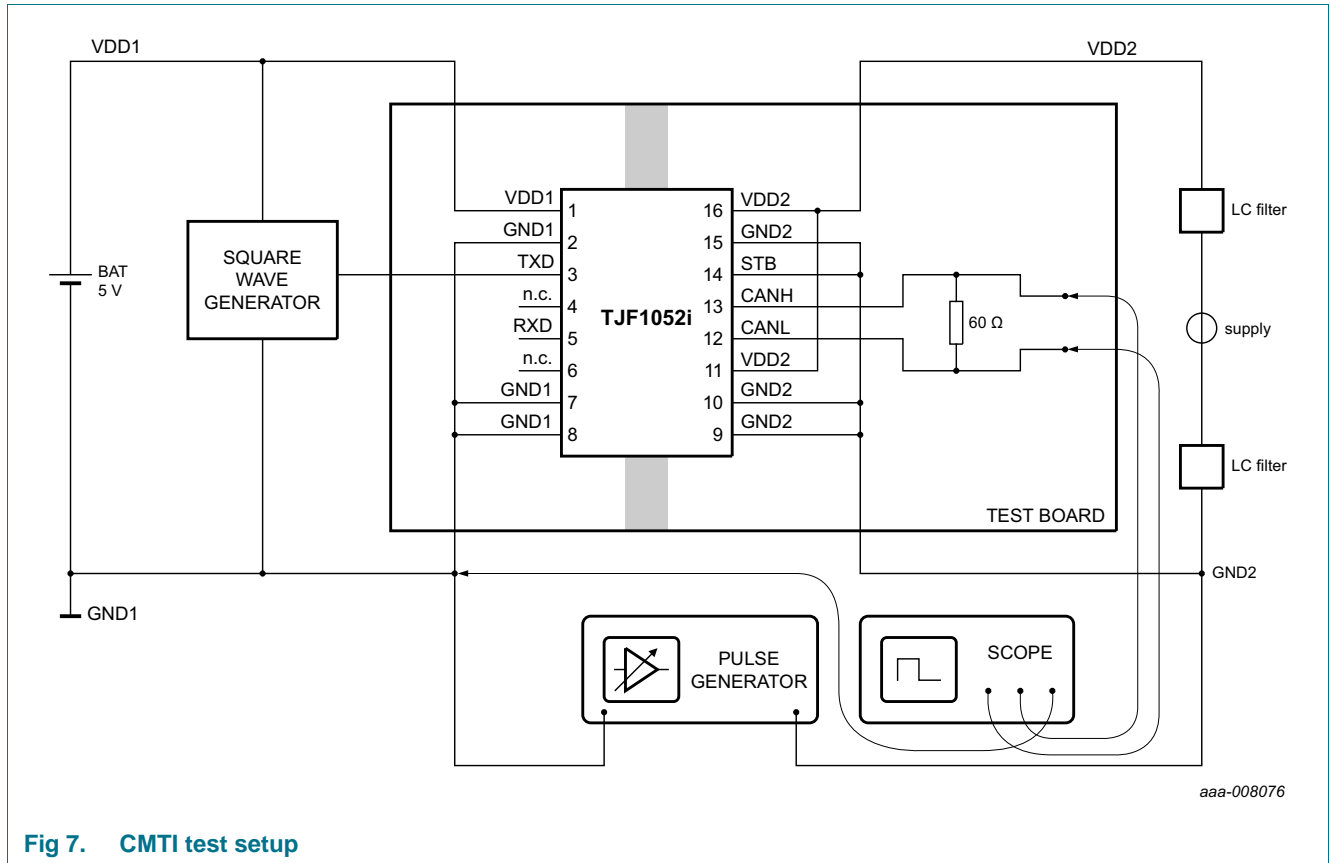 VDD1
VDD2
BAT
5 V
SQUARE
WAVE
GENERATOR
VDD1
GND1
TXD
n.c.
RXD
n.c.
GND1
GND1
1
2
3
4
5
6
7
8
TJF1052i
16
15
14
13
12
11
10
9
VDD2
GND2
STB
CANH
CANL
VDD2
GND2
GND2
60 Ω
LC filter
supply
LC filter
TEST BOARD
GND1
GND2
PULSE
GENERATOR
SCOPE
aaa-008076
Fig 7. CMTI test setup